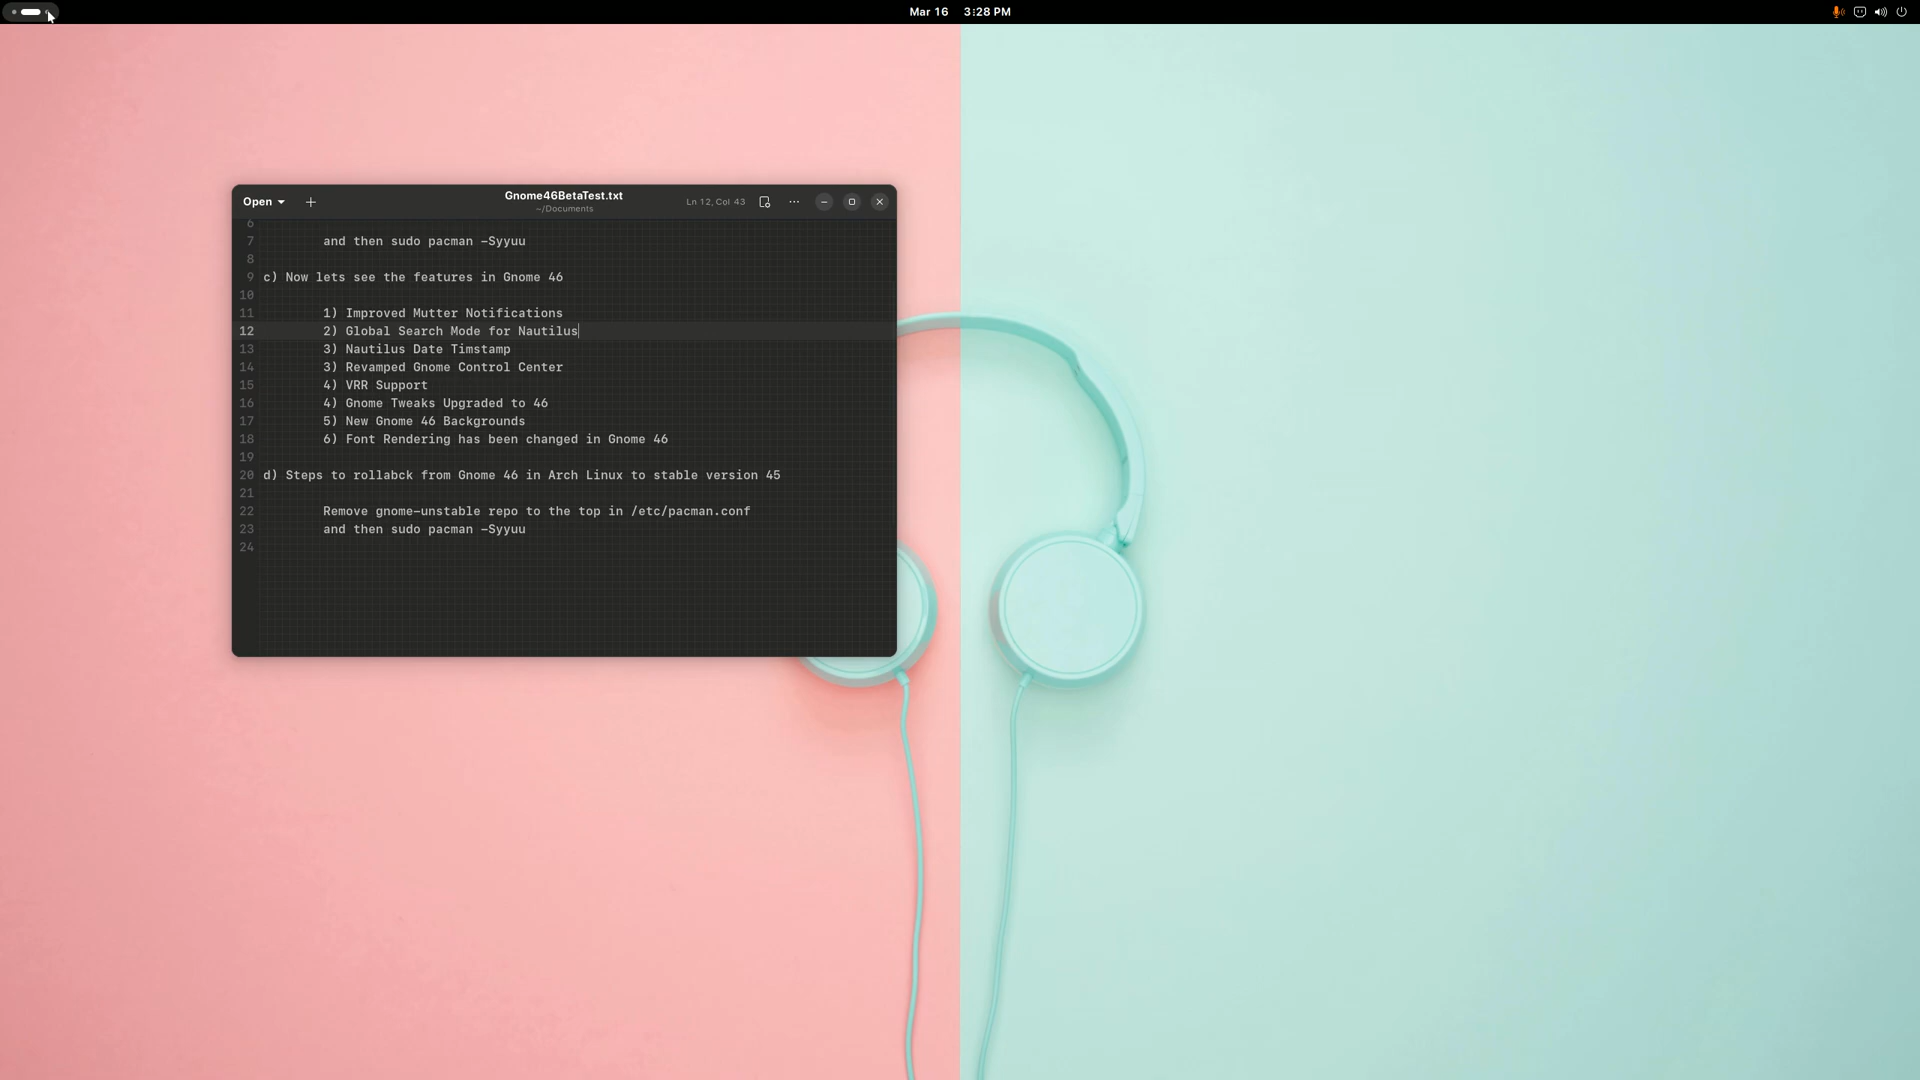 Mar 16 3:28 PM
Open
Gnome46BetaTest.txt
~/Documents
Ln 12, Col 43
6
7 and then sudo pacman -Syyuu
8
9 c) Now lets see the features in Gnome 46
10
11 1) Improved Mutter Notifications
12 2) Global Search Mode for Nautilus
13 3) Nautilus Date Timstamp
14 3) Revamped Gnome Control Center
15 4) VRR Support
16 4) Gnome Tweaks Upgraded to 46
17 5) New Gnome 46 Backgrounds
18 6) Font Rendering has been changed in Gnome 46
19
20 d) Steps to rollabck from Gnome 46 in Arch Linux to stable version 45
21
22 Remove gnome-unstable repo to the top in /etc/pacman.conf
23 and then sudo pacman -Syyuu
24